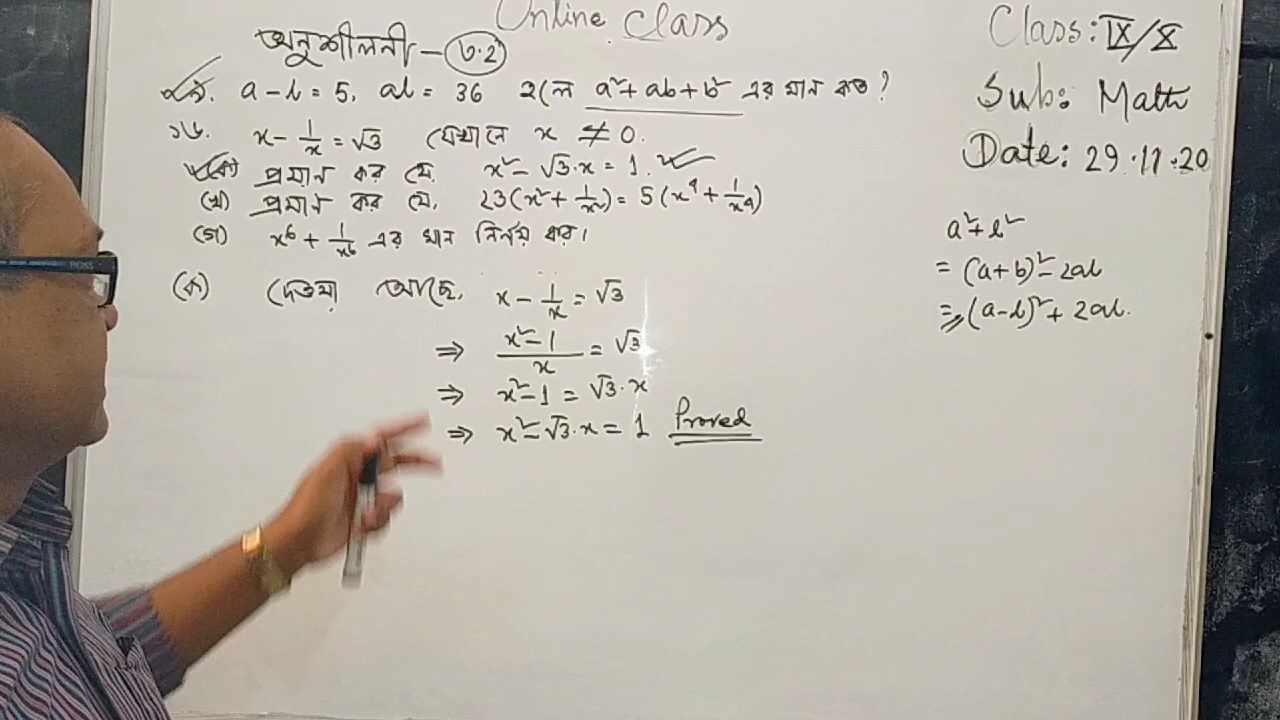 Online Class
অনুশীলনী - ৩.2
Class: IX/X
Sub: Math
Date: 29.11.20
a - b = 5, ab = 36 হলে a² + ab + b² এর মান কত?
১৬. x - 1/x = √3 যেখানে x ≠ 0.
(ক) প্রমাণ কর যে, x² - √3·x = 1.
(খ) প্রমাণ কর যে, 23(x² + 1/x²) = 5(x⁴ + 1/x⁴)
(গ) x⁶ + 1/x⁶ এর মান নির্ণয় কর।
(ক) দেওয়া আছে, x - 1/x = √3
⇒ (x² - 1)/x = √3
⇒ x² - 1 = √3·x
⇒ x² - √3·x = 1 Proved
a² + b²
= (a + b)² - 2ab
= (a - b)² + 2ab.
BOSS